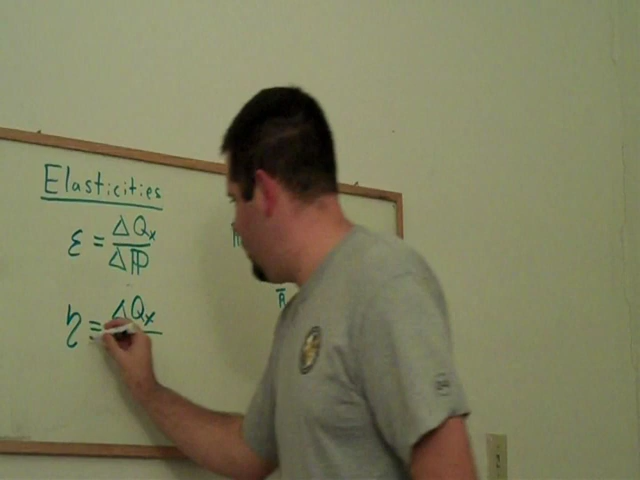 Elasticities
ε = ΔQx / ΔP
η = ΔQx